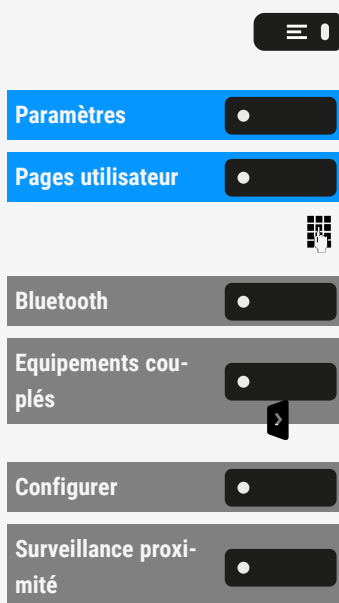 Paramètres
Pages utilisateur
Bluetooth
Equipements cou-
plés
Configurer
Surveillance proxi-
mité